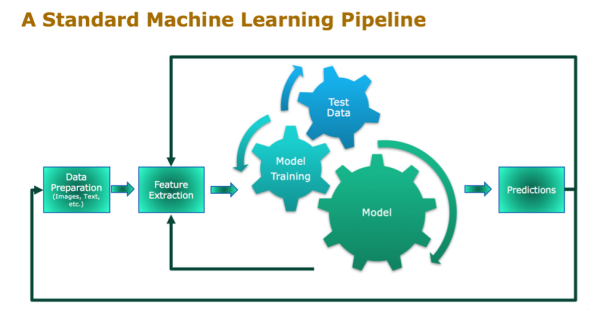 A Standard Machine Learning Pipeline
Test
Data
Model
Training
Data
Preparation
(Images, Text,
etc.)
Feature
Extraction
Model
Predictions